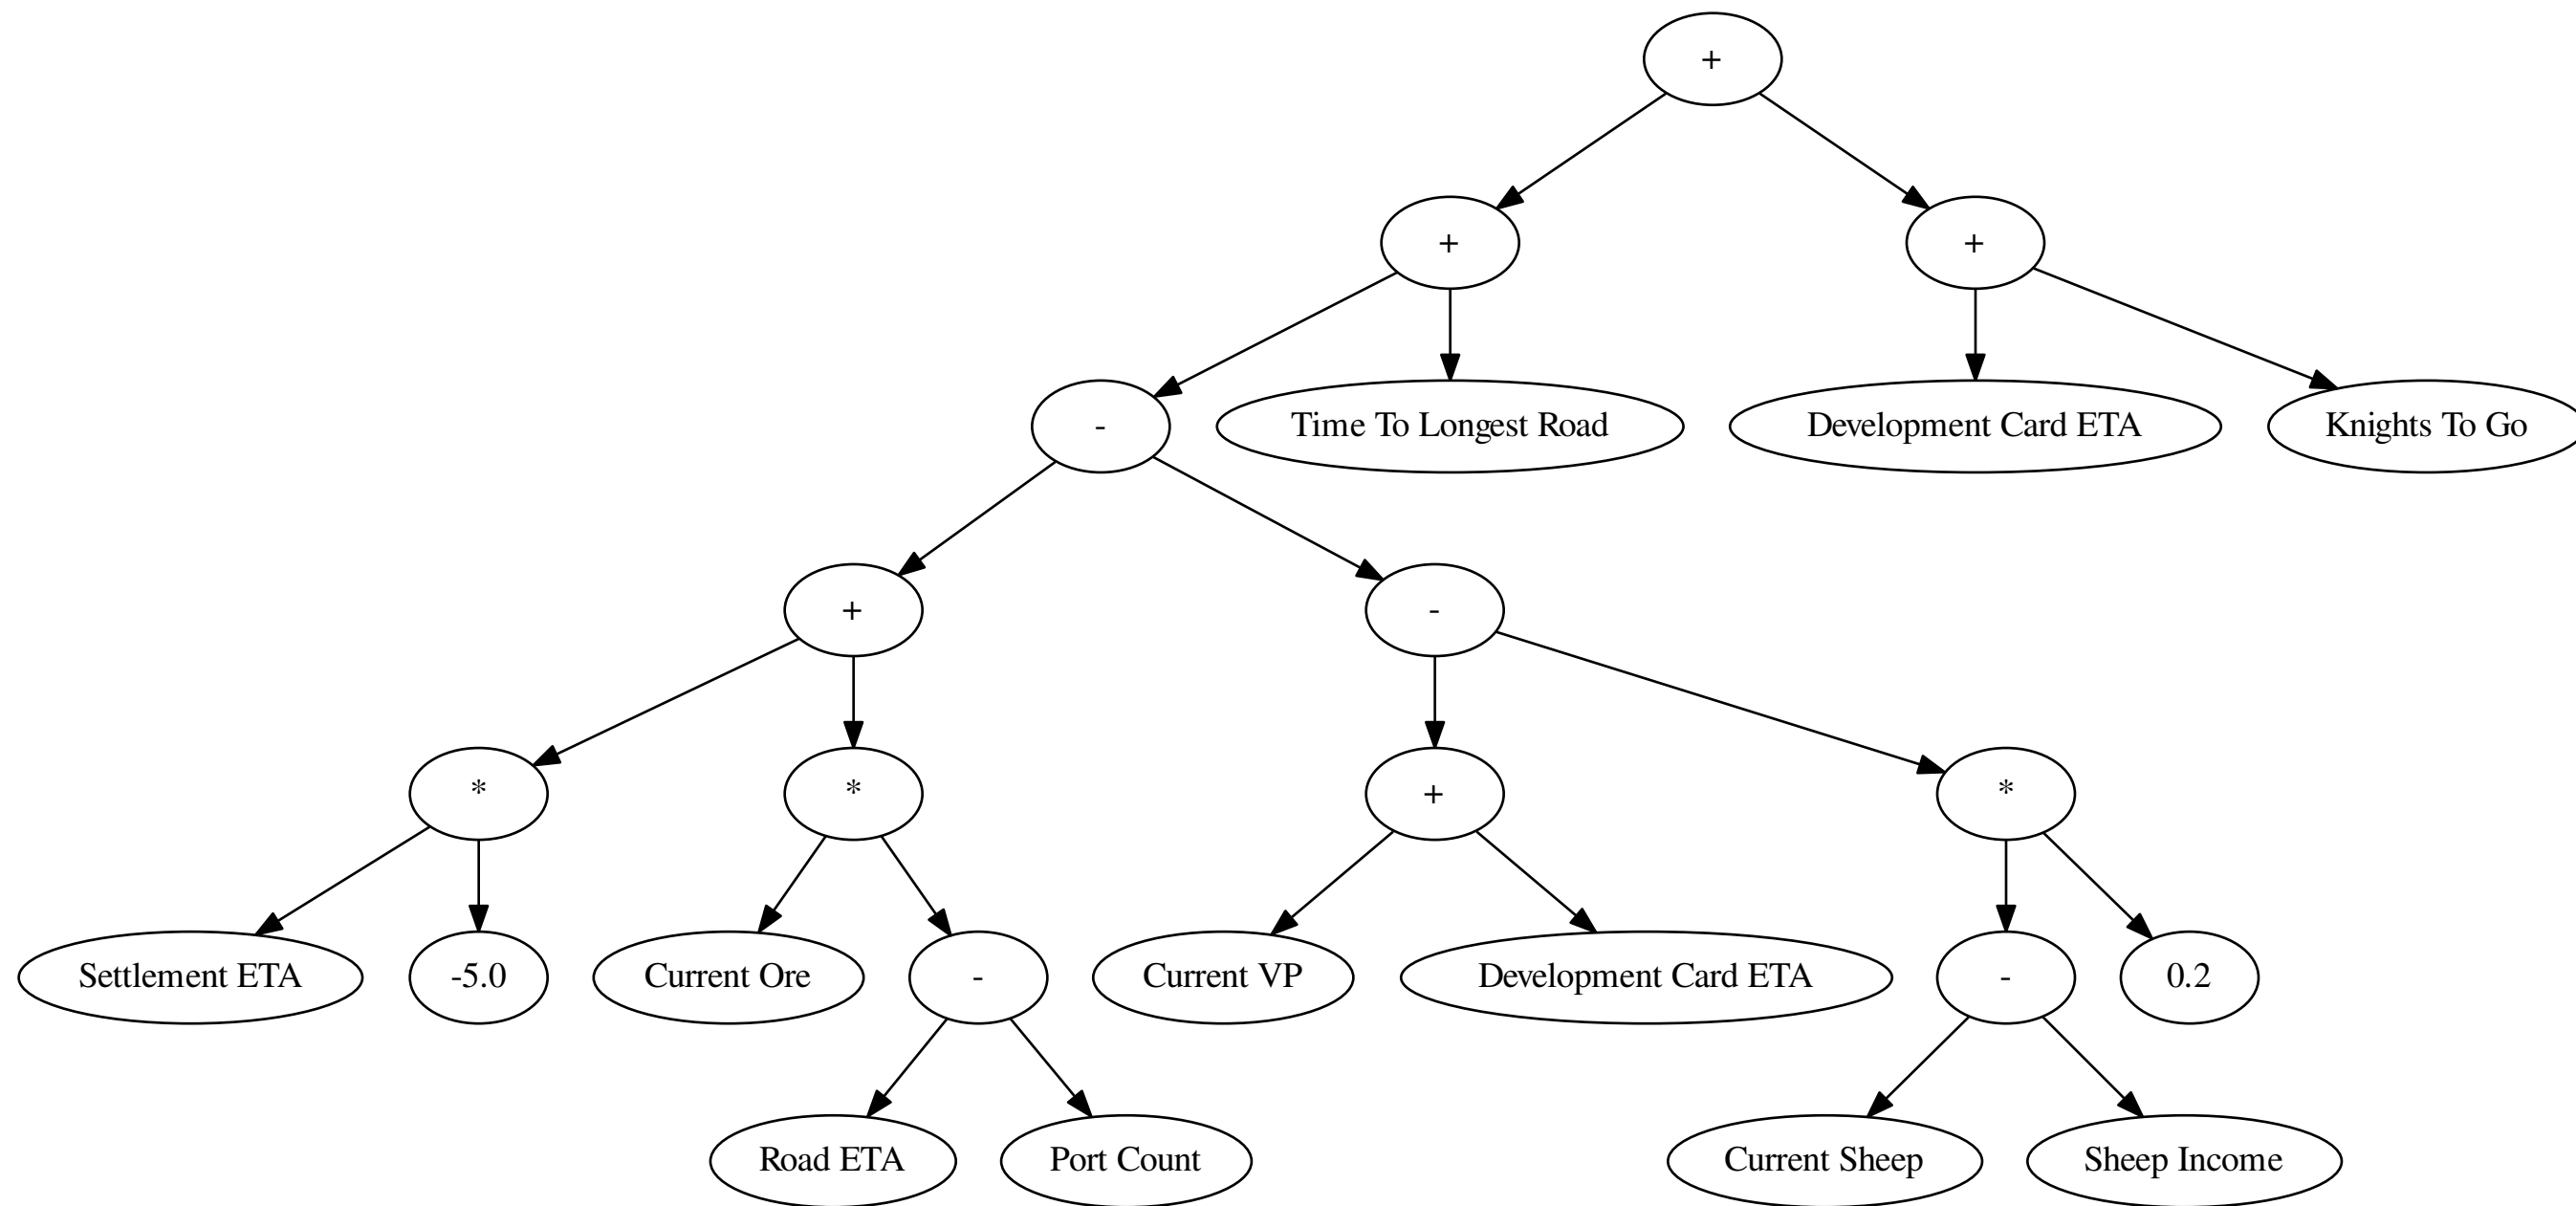 +
+
+
-
Time To Longest Road
Development Card ETA
Knights To Go
+
-
*
*
+
*
Settlement ETA
-5.0
Current Ore
-
Current VP
Development Card ETA
-
0.2
Road ETA
Port Count
Current Sheep
Sheep Income